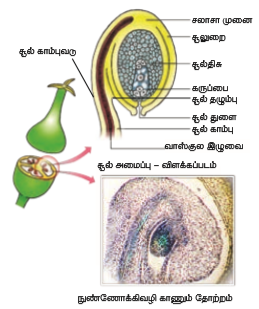 சலாசா முனை
சூலுறை
சூல் காம்புவடு
சூல்திசு
கருப்பை
சூல் தழும்பு
சூல் துளை
சூல் காம்பு
வாஸ்குல இழுவை
சூல் அமைப்பு – விளக்கப்படம்
நுண்ணோக்கிவழி காணும் தோற்றம்